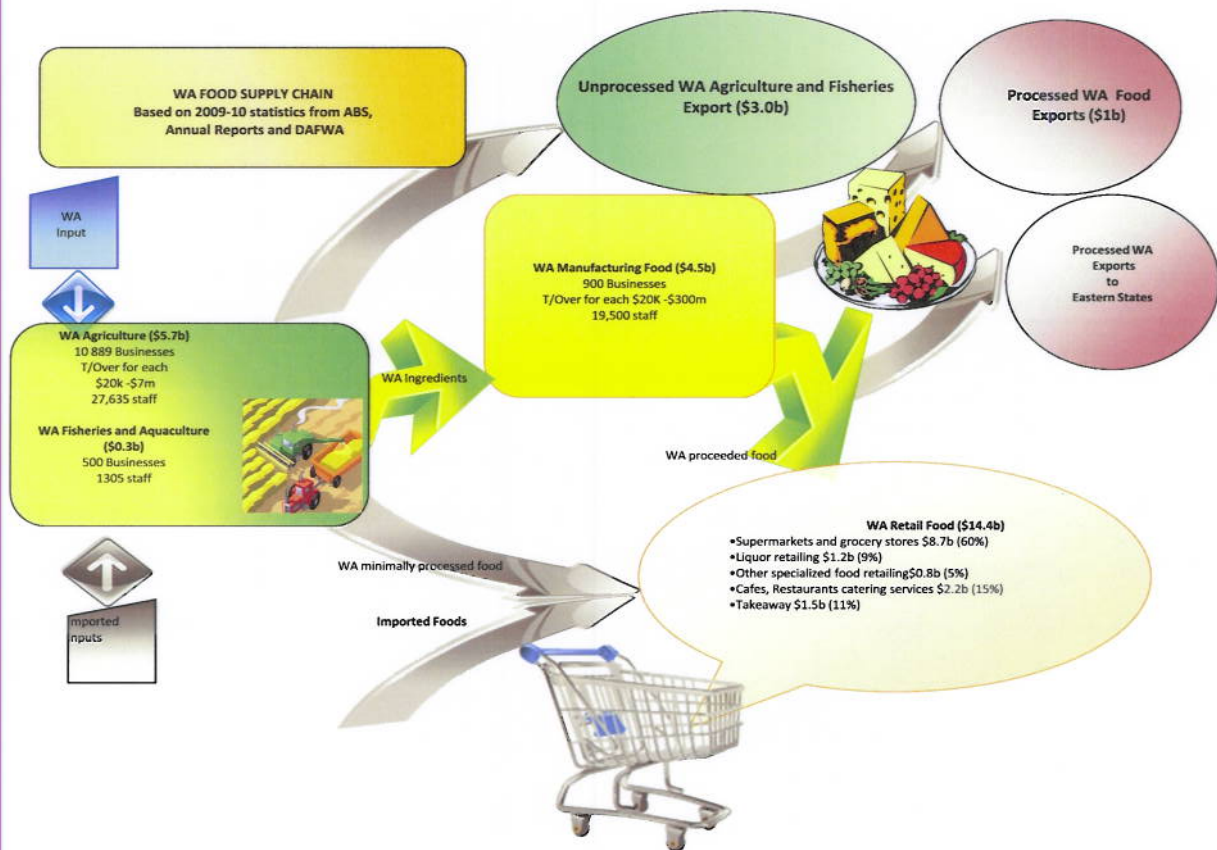 WA FOOD SUPPLY CHAIN
Based on 2009-10 statistics from ABS,
Annual Reports and DAFWA
Unprocessed WA Agriculture and Fisheries
Export ($3.0b)
Processed WA Food
Exports ($1b)
WA
Input
WA Manufacturing Food ($4.5b)
900 Businesses
T/Over for each $20K -$300m
19,500 staff
Processed WA
Exports
to
Eastern States
WA Agriculture ($5.7b)
10 889 Businesses
T/Over for each
$20k -$7m
27,635 staff
WA Fisheries and Aquaculture
($0.3b)
500 Businesses
1305 staff
WA Ingredients
WA proceeded food
WA Retail Food ($14.4b)
•Supermarkets and grocery stores $8.7b (60%)
•Liquor retailing $1.2b (9%)
•Other specialized food retailing$0.8b (5%)
•Cafes, Restaurants catering services $2.2b (15%)
•Takeaway $1.5b (11%)
WA minimally processed food
Imported Foods
mported
nputs